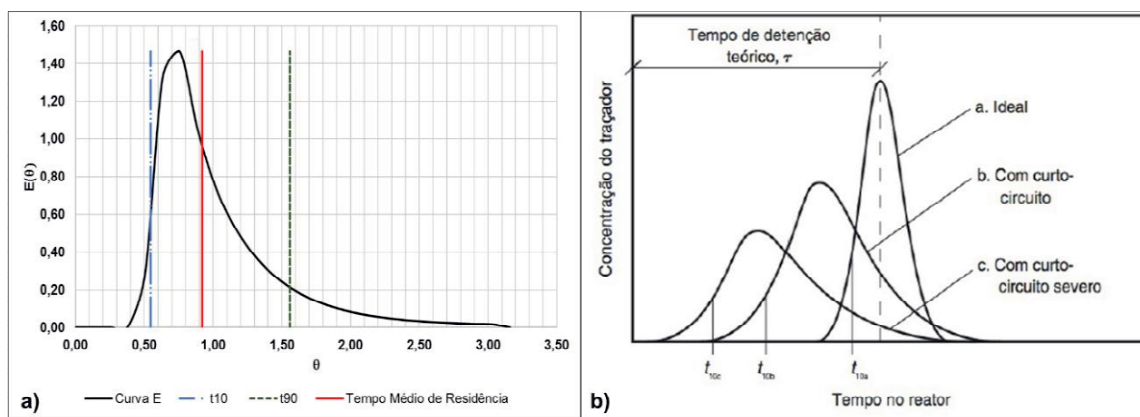 1,60
1,40
1,20
1,00
0,80
0,60
0,40
0,20
0,00
E(θ)
0,00 0,50 1,00 1,50 2,00 2,50 3,00 3,50
θ
a)
Curva E t10 t90 Tempo Médio de Residência
Tempo de detenção
teórico, τ
a. Ideal
b. Com curto-
circuito
c. Com curto-
circuito severo
Concentração do traçador
t10c t10b t10a
Tempo no reator
b)